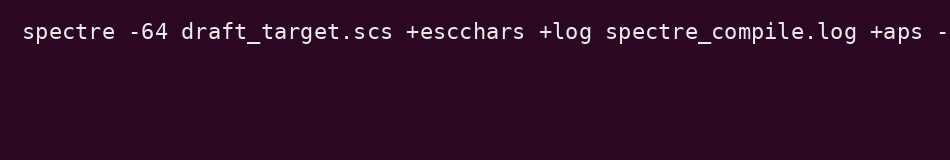 spectre -64 draft_target.scs +escchars +log spectre_compile.log +aps -